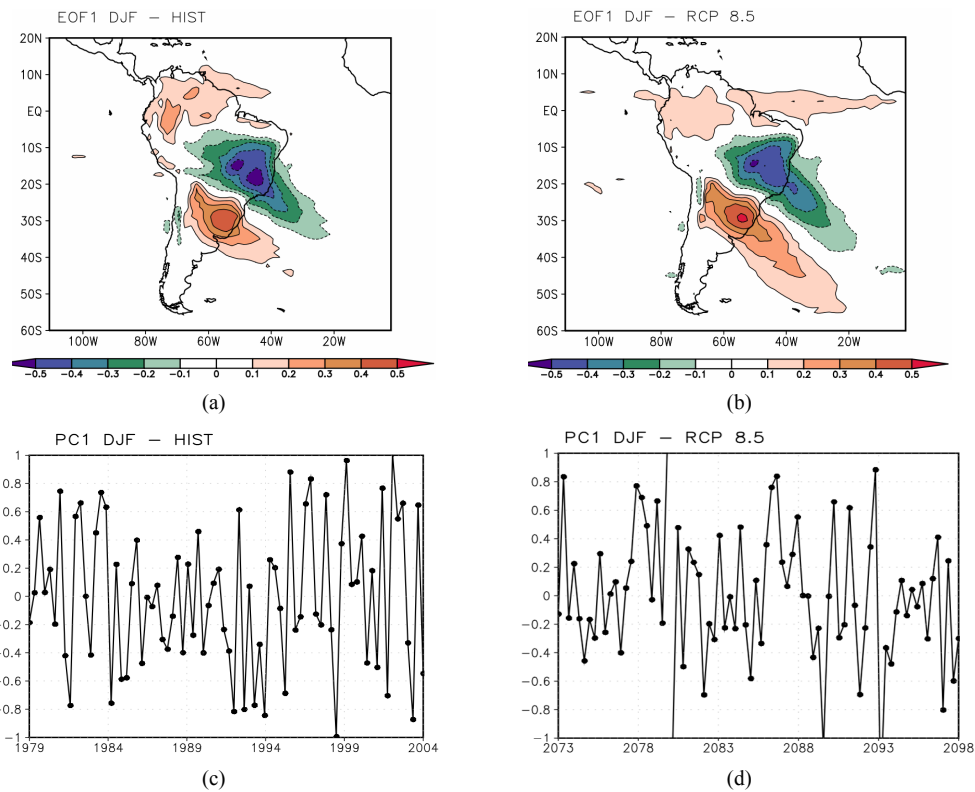 EOF1 DJF – HIST
20N
10N
EQ
10S
20S
30S
40S
50S
60S
100W 80W 60W 40W 20W
−0.5 −0.4 −0.3 −0.2 −0.1 0 0.1 0.2 0.3 0.4 0.5
(a)
EOF1 DJF – RCP 8.5
20N
10N
EQ
10S
20S
30S
40S
50S
60S
100W 80W 60W 40W 20W
−0.5 −0.4 −0.3 −0.2 −0.1 0 0.1 0.2 0.3 0.4 0.5
(b)
PC1 DJF – HIST
1
0.8
0.6
0.4
0.2
0
−0.2
−0.4
−0.6
−0.8
−1
1979 1984 1989 1994 1999 2004
(c)
PC1 DJF – RCP 8.5
1
0.8
0.6
0.4
0.2
0
−0.2
−0.4
−0.6
−0.8
−1
2073 2078 2083 2088 2093 2098
(d)